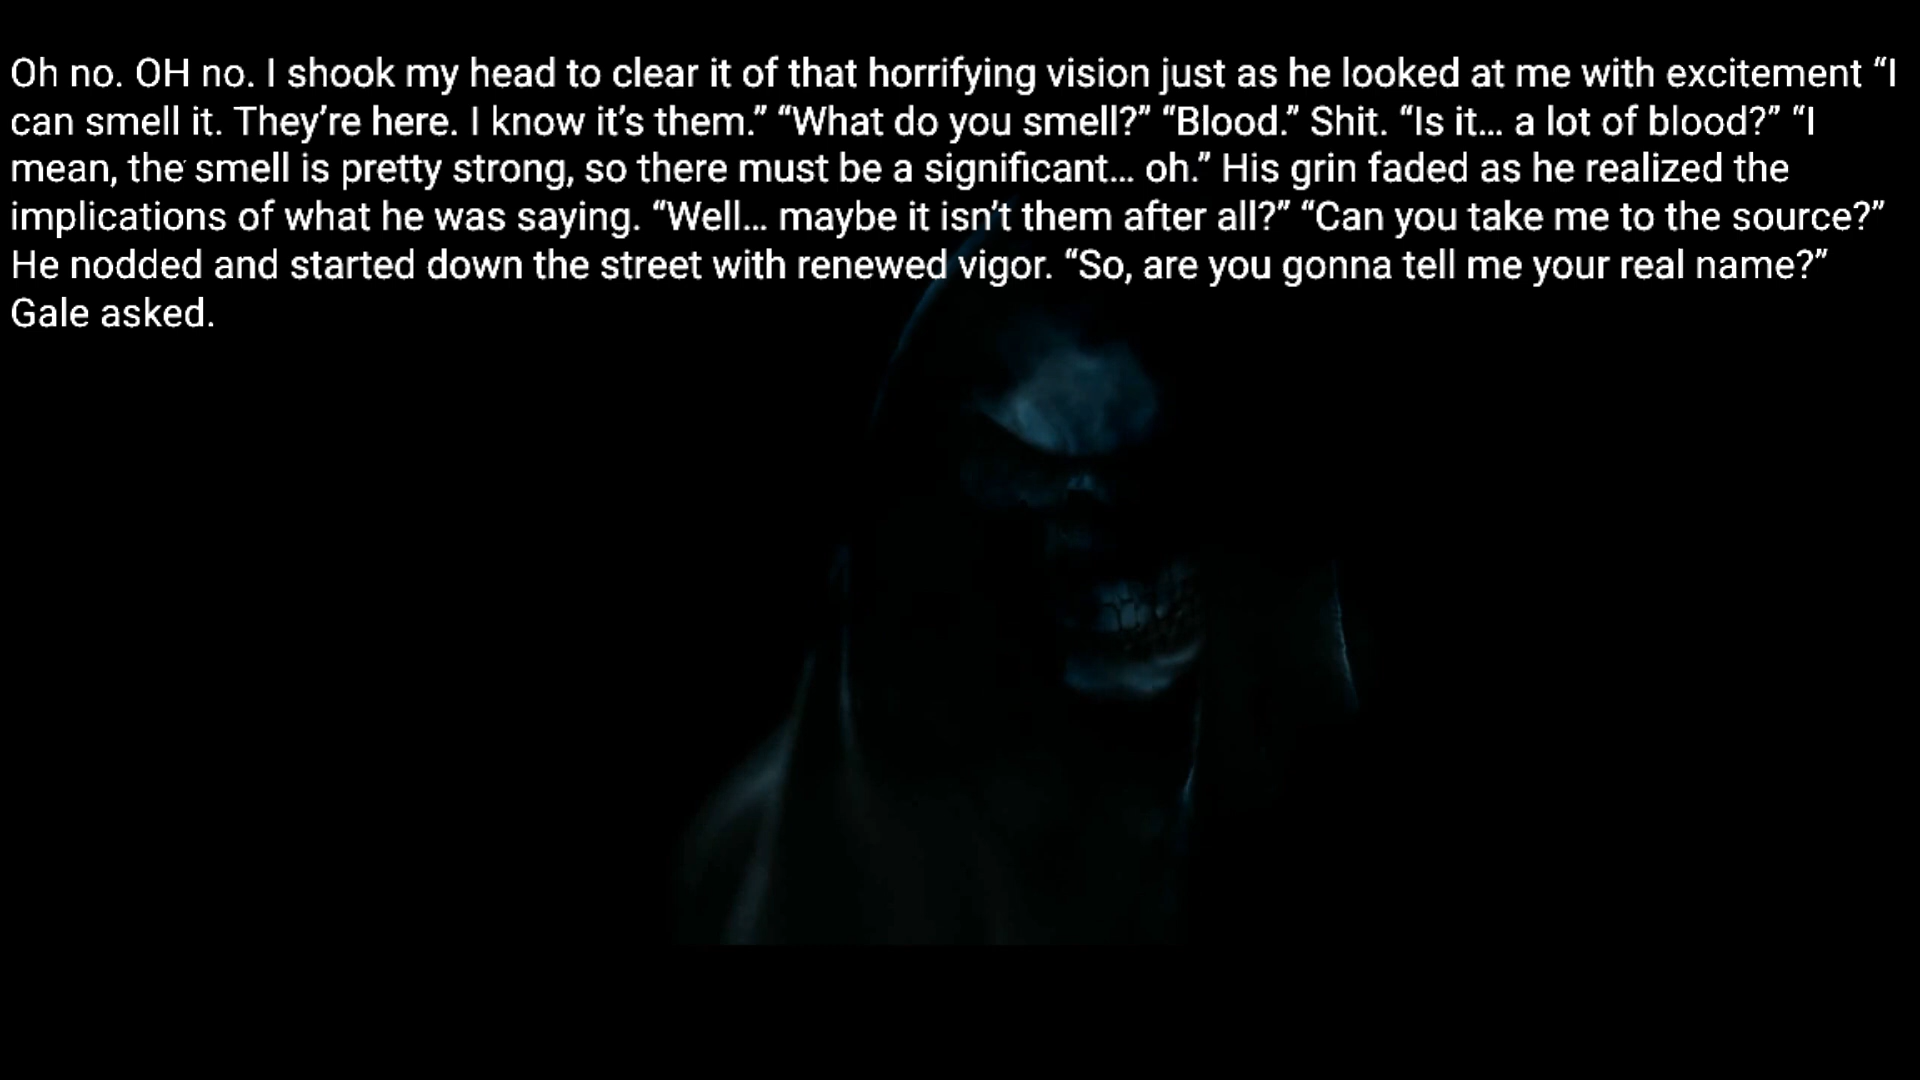 Oh no. OH no. I shook my head to clear it of that horrifying vision just as he looked at me with excitement “I
can smell it. They’re here. I know it’s them.” “What do you smell?” “Blood.” Shit. “Is it… a lot of blood?” “I
mean, the smell is pretty strong, so there must be a significant… oh.” His grin faded as he realized the
implications of what he was saying. “Well… maybe it isn’t them after all?” “Can you take me to the source?”
He nodded and started down the street with renewed vigor. “So, are you gonna tell me your real name?”
Gale asked.